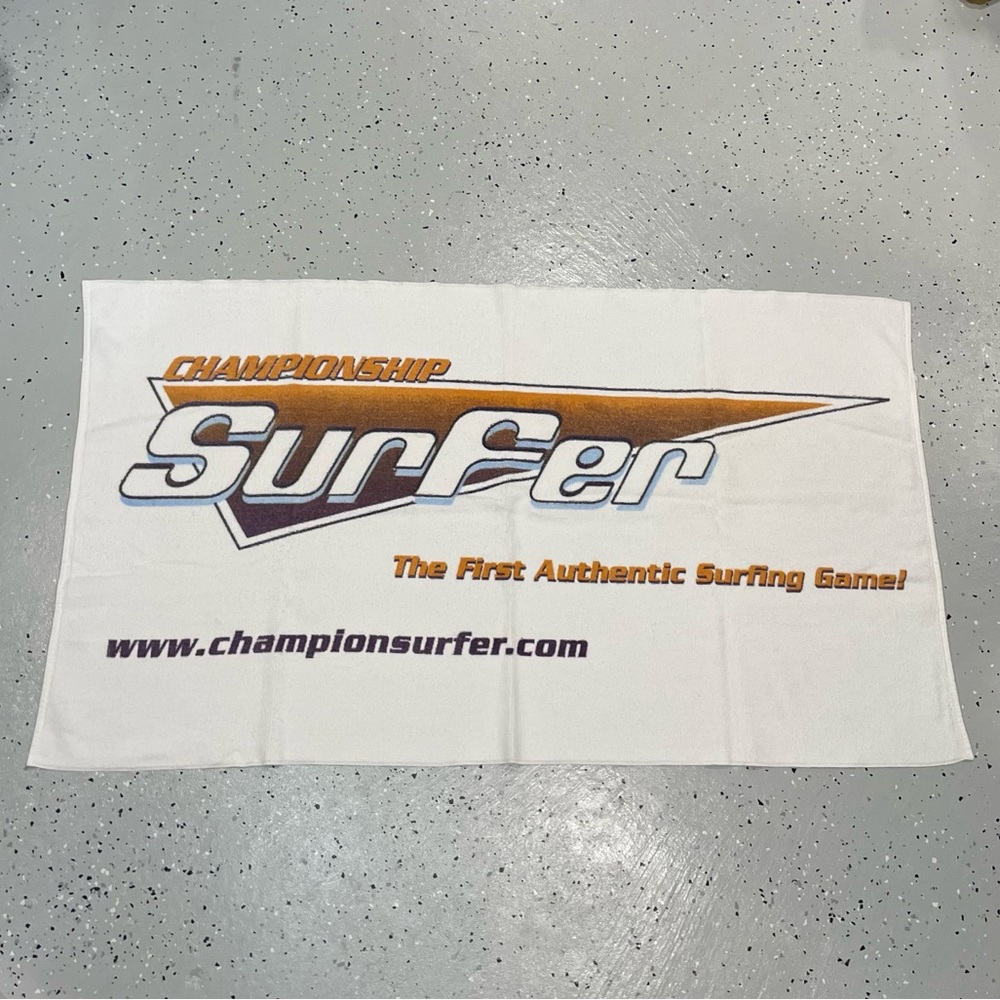 CHAMPIONSHIP
Surfer
The First Authentic Surfing Game!
www.championsurfer.com